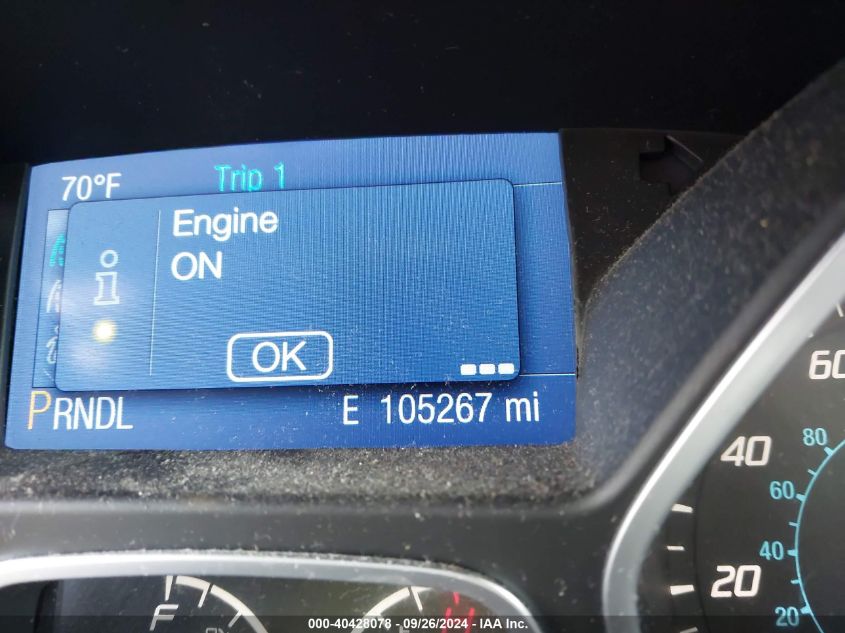 70°F Trip 1
Engine
ON
OK
PRNDL E 105267 mi
60
40
80
60
20
40
20
F
H
000-40428078 - 09/26/2024 - IAA Inc.